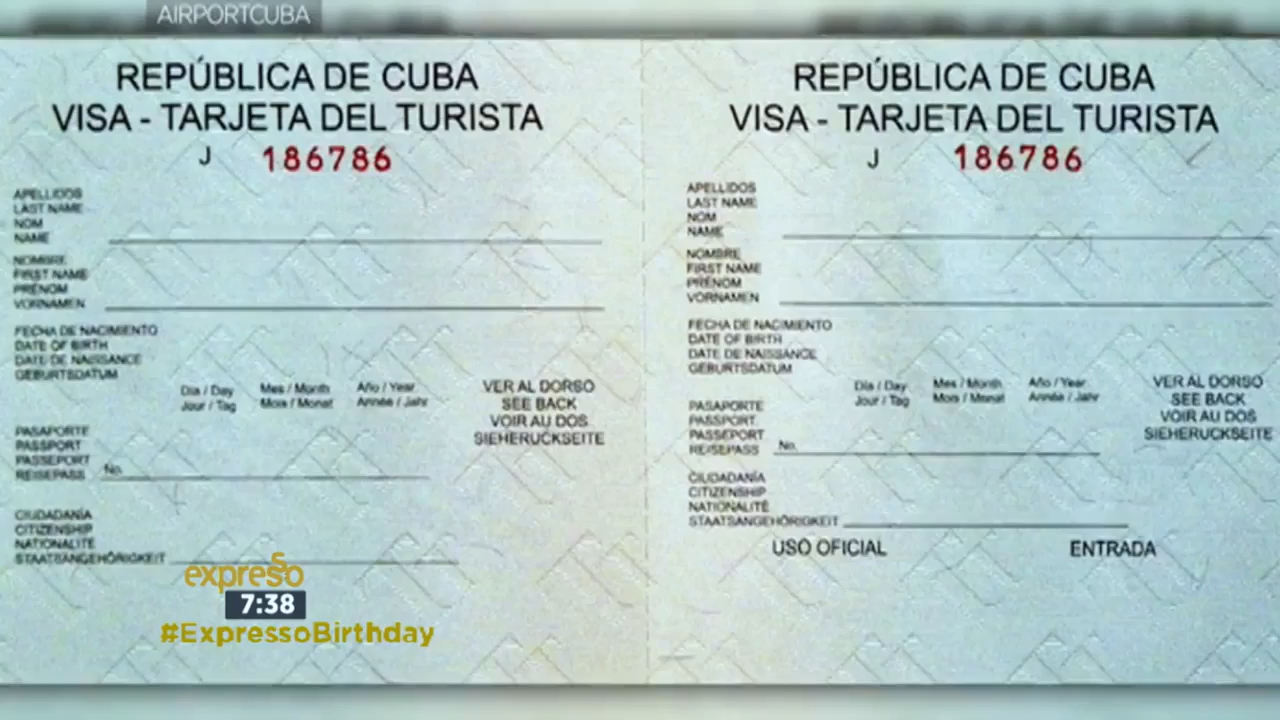 AIRPORTCUBA
REPÚBLICA DE CUBA
VISA - TARJETA DEL TURISTA
J 186786
APELLIDOS
LAST NAME
NOM
NAME
NOMBRE
FIRST NAME
PRÉNOM
VORNAMEN
FECHA DE NACIMIENTO
DATE OF BIRTH
DATE DE NAISSANCE
GEBURTSDATUM
Día / Day Mes / Month Año / Year
Jour / Tag Mois / Monat Année / Jahr
VER AL DORSO
SEE BACK
VOIR AU DOS
SIEHERUCKSEITE
PASAPORTE
PASSPORT
PASSEPORT
REISEPASS No.
CIUDADANÍA
CITIZENSHIP
NATIONALITÉ
STAATSANGEHÖRIGKEIT
REPÚBLICA DE CUBA
VISA - TARJETA DEL TURISTA
J 186786
APELLIDOS
LAST NAME
NOM
NAME
NOMBRE
FIRST NAME
PRÉNOM
VORNAMEN
FECHA DE NACIMIENTO
DATE OF BIRTH
DATE DE NAISSANCE
GEBURTSDATUM
Día / Day Mes / Month Año / Year
Jour / Tag Mois / Monat Année / Jahr
VER AL DORSO
SEE BACK
VOIR AU DOS
SIEHERUCKSEITE
PASAPORTE
PASSPORT
PASSEPORT
REISEPASS No.
CIUDADANÍA
CITIZENSHIP
NATIONALITÉ
STAATSANGEHÖRIGKEIT
USO OFICIAL ENTRADA
expresso
7:38
#ExpressoBirthday